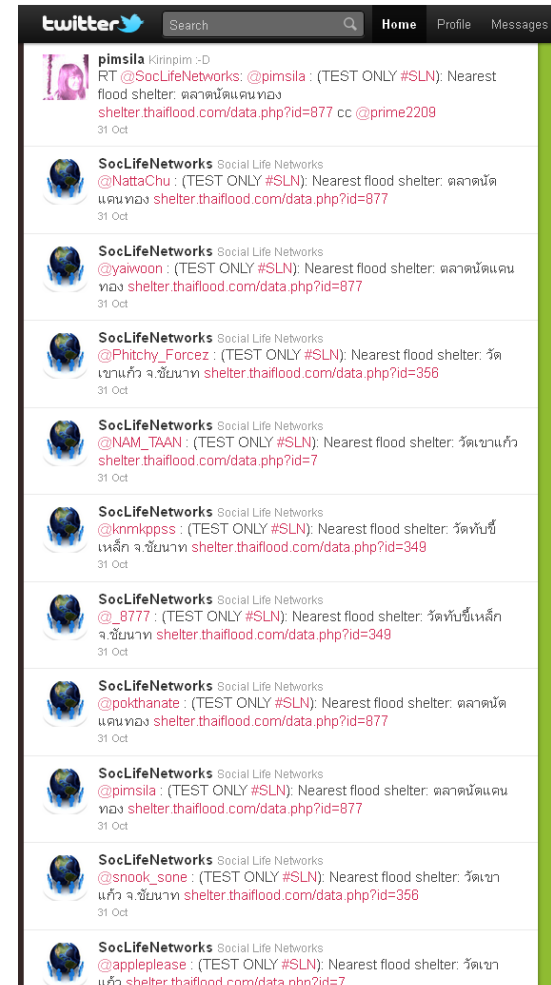 twitter
Search
Home Profile Messages
pimsila Kirinpim :-D
RT @SocLifeNetworks: @pimsila : (TEST ONLY #SLN): Nearest
flood shelter: ตลาดนัดแคนทอง
shelter.thaiflood.com/data.php?id=877 cc @prime2209
31 Oct
SocLifeNetworks Social Life Networks
@NattaChu : (TEST ONLY #SLN): Nearest flood shelter: ตลาดนัด
แคนทอง shelter.thaiflood.com/data.php?id=877
31 Oct
SocLifeNetworks Social Life Networks
@yaiwoon : (TEST ONLY #SLN): Nearest flood shelter: ตลาดนัดแคน
ทอง shelter.thaiflood.com/data.php?id=877
31 Oct
SocLifeNetworks Social Life Networks
@Phitchy_Forcez : (TEST ONLY #SLN): Nearest flood shelter: วัด
เขาแก้ว จ.ชัยนาท shelter.thaiflood.com/data.php?id=356
31 Oct
SocLifeNetworks Social Life Networks
@NAM_TAAN : (TEST ONLY #SLN): Nearest flood shelter: วัดเขาแก้ว
shelter.thaiflood.com/data.php?id=7
31 Oct
SocLifeNetworks Social Life Networks
@knmkppss : (TEST ONLY #SLN): Nearest flood shelter: วัดทับขี้
เหล็ก จ.ชัยนาท shelter.thaiflood.com/data.php?id=349
31 Oct
SocLifeNetworks Social Life Networks
@_8777 : (TEST ONLY #SLN): Nearest flood shelter: วัดทับขี้เหล็ก
จ.ชัยนาท shelter.thaiflood.com/data.php?id=349
31 Oct
SocLifeNetworks Social Life Networks
@pokthanate : (TEST ONLY #SLN): Nearest flood shelter: ตลาดนัด
แคนทอง shelter.thaiflood.com/data.php?id=877
31 Oct
SocLifeNetworks Social Life Networks
@pimsila : (TEST ONLY #SLN): Nearest flood shelter: ตลาดนัดแคน
ทอง shelter.thaiflood.com/data.php?id=877
31 Oct
SocLifeNetworks Social Life Networks
@snook_sone : (TEST ONLY #SLN): Nearest flood shelter: วัดเขา
แก้ว จ.ชัยนาท shelter.thaiflood.com/data.php?id=356
31 Oct
SocLifeNetworks Social Life Networks
@appleplease : (TEST ONLY #SLN): Nearest flood shelter: วัดเขา
แก้ว shelter.thaiflood.com/data.php?id=7